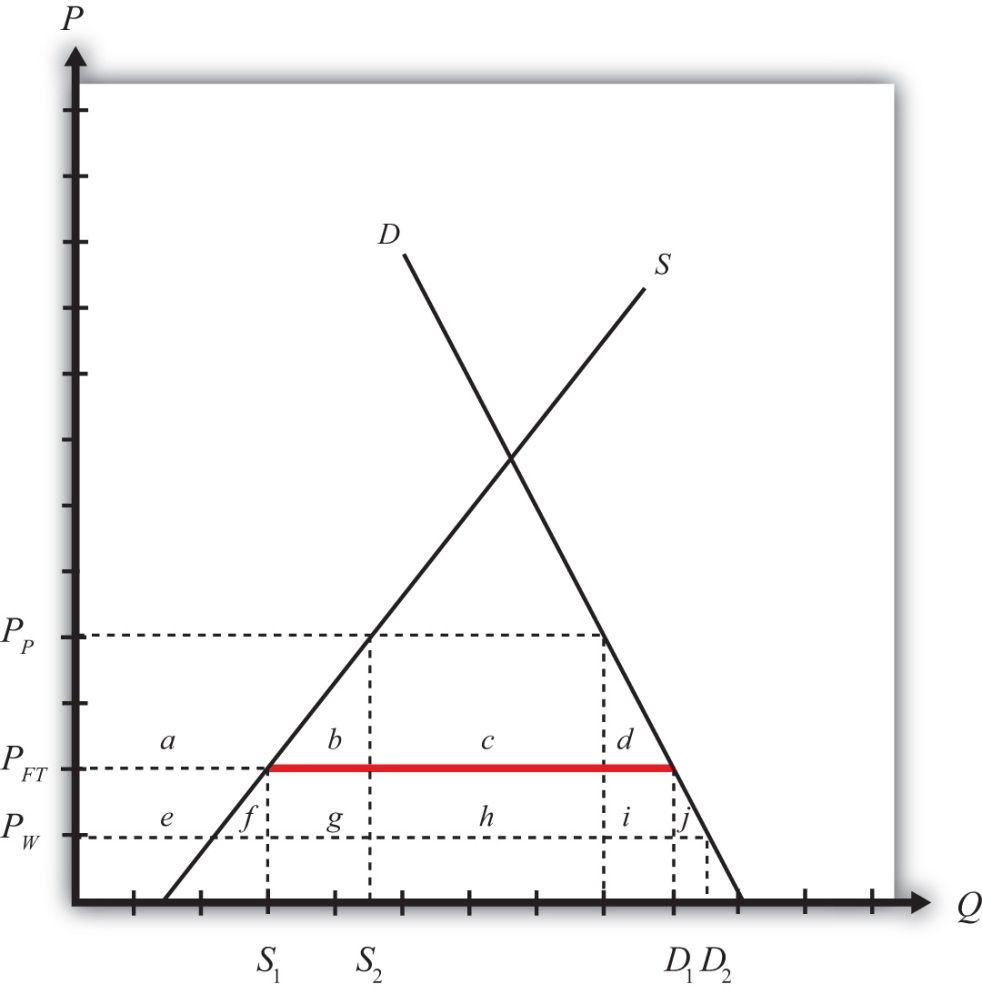 P
D
S
P_P
a b c d
P_FT
e f g h i j
P_W
Q
S_1 S_2 D_1 D_2